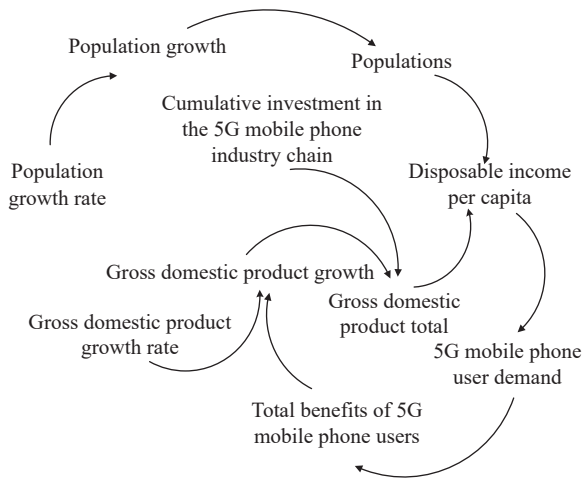 Population growth
Populations
Cumulative investment in
the 5G mobile phone
industry chain
Population
growth rate
Disposable income
per capita
Gross domestic product growth
Gross domestic
product total
Gross domestic product
growth rate
5G mobile phone
user demand
Total benefits of 5G
mobile phone users